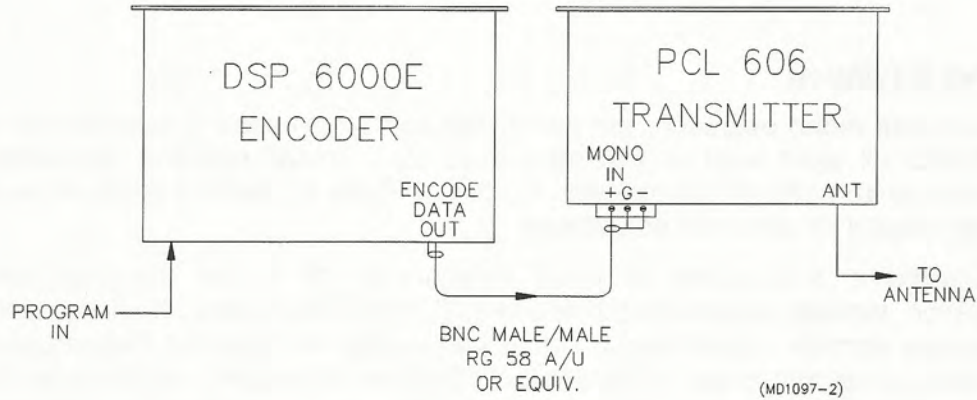 DSP 6000E
ENCODER
ENCODE
DATA
OUT
PROGRAM
IN
PCL 606
TRANSMITTER
MONO
IN
+G-
ANT
TO
ANTENNA
BNC MALE/MALE
RG 58 A/U
OR EQUIV.
(MD1097-2)